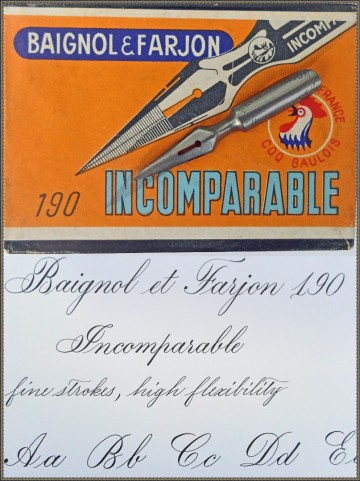 BAIGNOL & FARJON
INCOMP
FRANCE
COQ GAULOIS
190 INCOMPARABLE
Baignol et Farjon 190
Incomparable
fine strokes, high flexibility
Aa Bb Cc Dd E